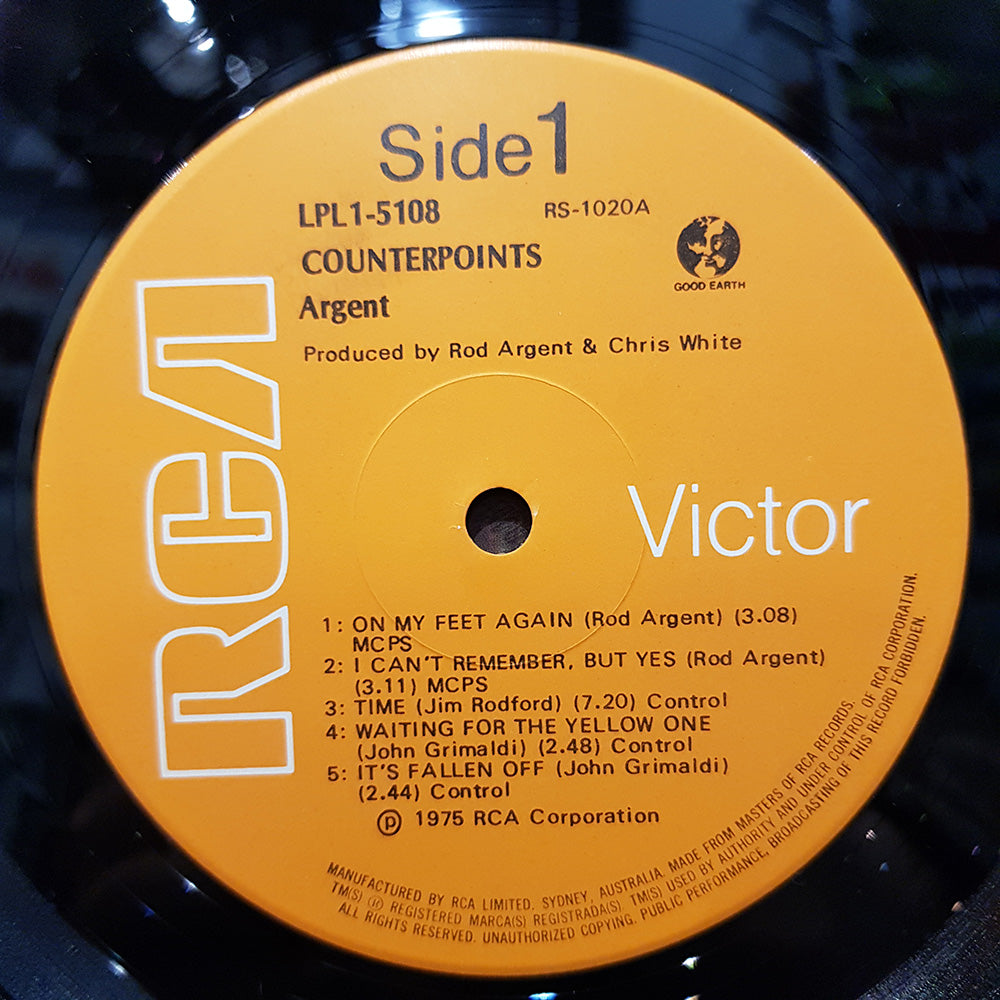 Side 1
LPL1-5108 RS-1020A
COUNTERPOINTS
GOOD EARTH
Argent
Produced by Rod Argent & Chris White
RCA
Victor
1: ON MY FEET AGAIN (Rod Argent) (3.08)
MCPS
2: I CAN'T REMEMBER, BUT YES (Rod Argent)
(3.11) MCPS
3: TIME (Jim Rodford) (7.20) Control
4: WAITING FOR THE YELLOW ONE
(John Grimaldi) (2.48) Control
5: IT'S FALLEN OFF (John Grimaldi)
(2.44) Control
℗ 1975 RCA Corporation
MANUFACTURED BY RCA LIMITED. SYDNEY, AUSTRALIA. MADE FROM MASTERS OF RCA RECORDS.
TM(S) ® REGISTERED MARCA(S) REGISTRADA(S). TM(S) USED BY AUTHORITY AND UNDER CONTROL OF RCA CORPORATION.
ALL RIGHTS RESERVED. UNAUTHORIZED COPYING. PUBLIC PERFORMANCE, BROADCASTING OF THIS RECORD FORBIDDEN.